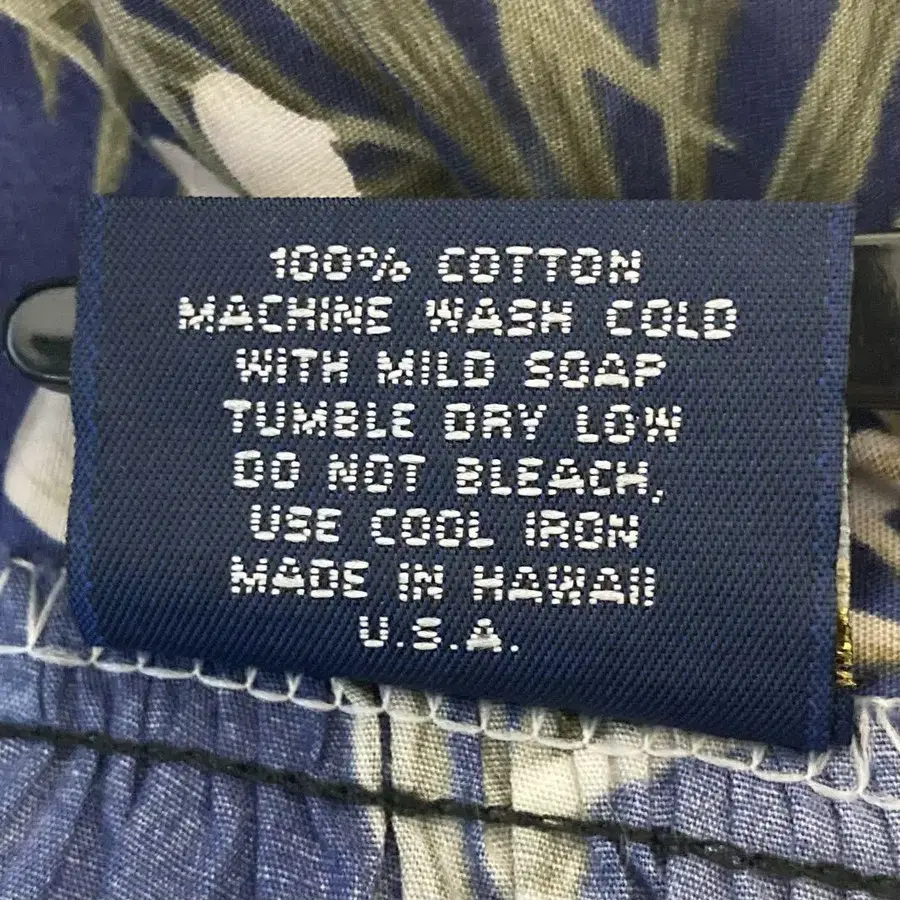 100% COTTON
MACHINE WASH COLD
WITH MILD SOAP
TUMBLE DRY LOW
DO NOT BLEACH,
USE COOL IRON
MADE IN HAWAII
U.S.A.